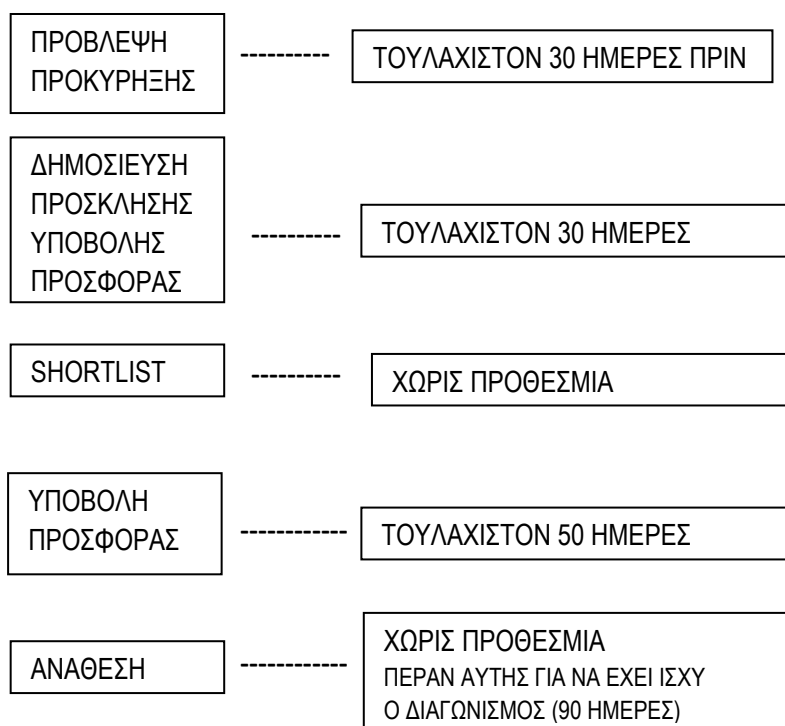 ΠΡΟΒΛΕΨΗ
ΠΡΟΚΥΡΗΞΗΣ
----------
ΤΟΥΛΑΧΙΣΤΟΝ 30 ΗΜΕΡΕΣ ΠΡΙΝ
ΔΗΜΟΣΙΕΥΣΗ
ΠΡΟΣΚΛΗΣΗΣ
ΥΠΟΒΟΛΗΣ
ΠΡΟΣΦΟΡΑΣ
----------
ΤΟΥΛΑΧΙΣΤΟΝ 30 ΗΜΕΡΕΣ
SHORTLIST
----------
ΧΩΡΙΣ ΠΡΟΘΕΣΜΙΑ
ΥΠΟΒΟΛΗ
ΠΡΟΣΦΟΡΑΣ
------------
ΤΟΥΛΑΧΙΣΤΟΝ 50 ΗΜΕΡΕΣ
ΑΝΑΘΕΣΗ
------------
ΧΩΡΙΣ ΠΡΟΘΕΣΜΙΑ
ΠΕΡΑΝ ΑΥΤΗΣ ΓΙΑ ΝΑ ΕΧΕΙ ΙΣΧΥ
Ο ΔΙΑΓΩΝΙΣΜΟΣ (90 ΗΜΕΡΕΣ)